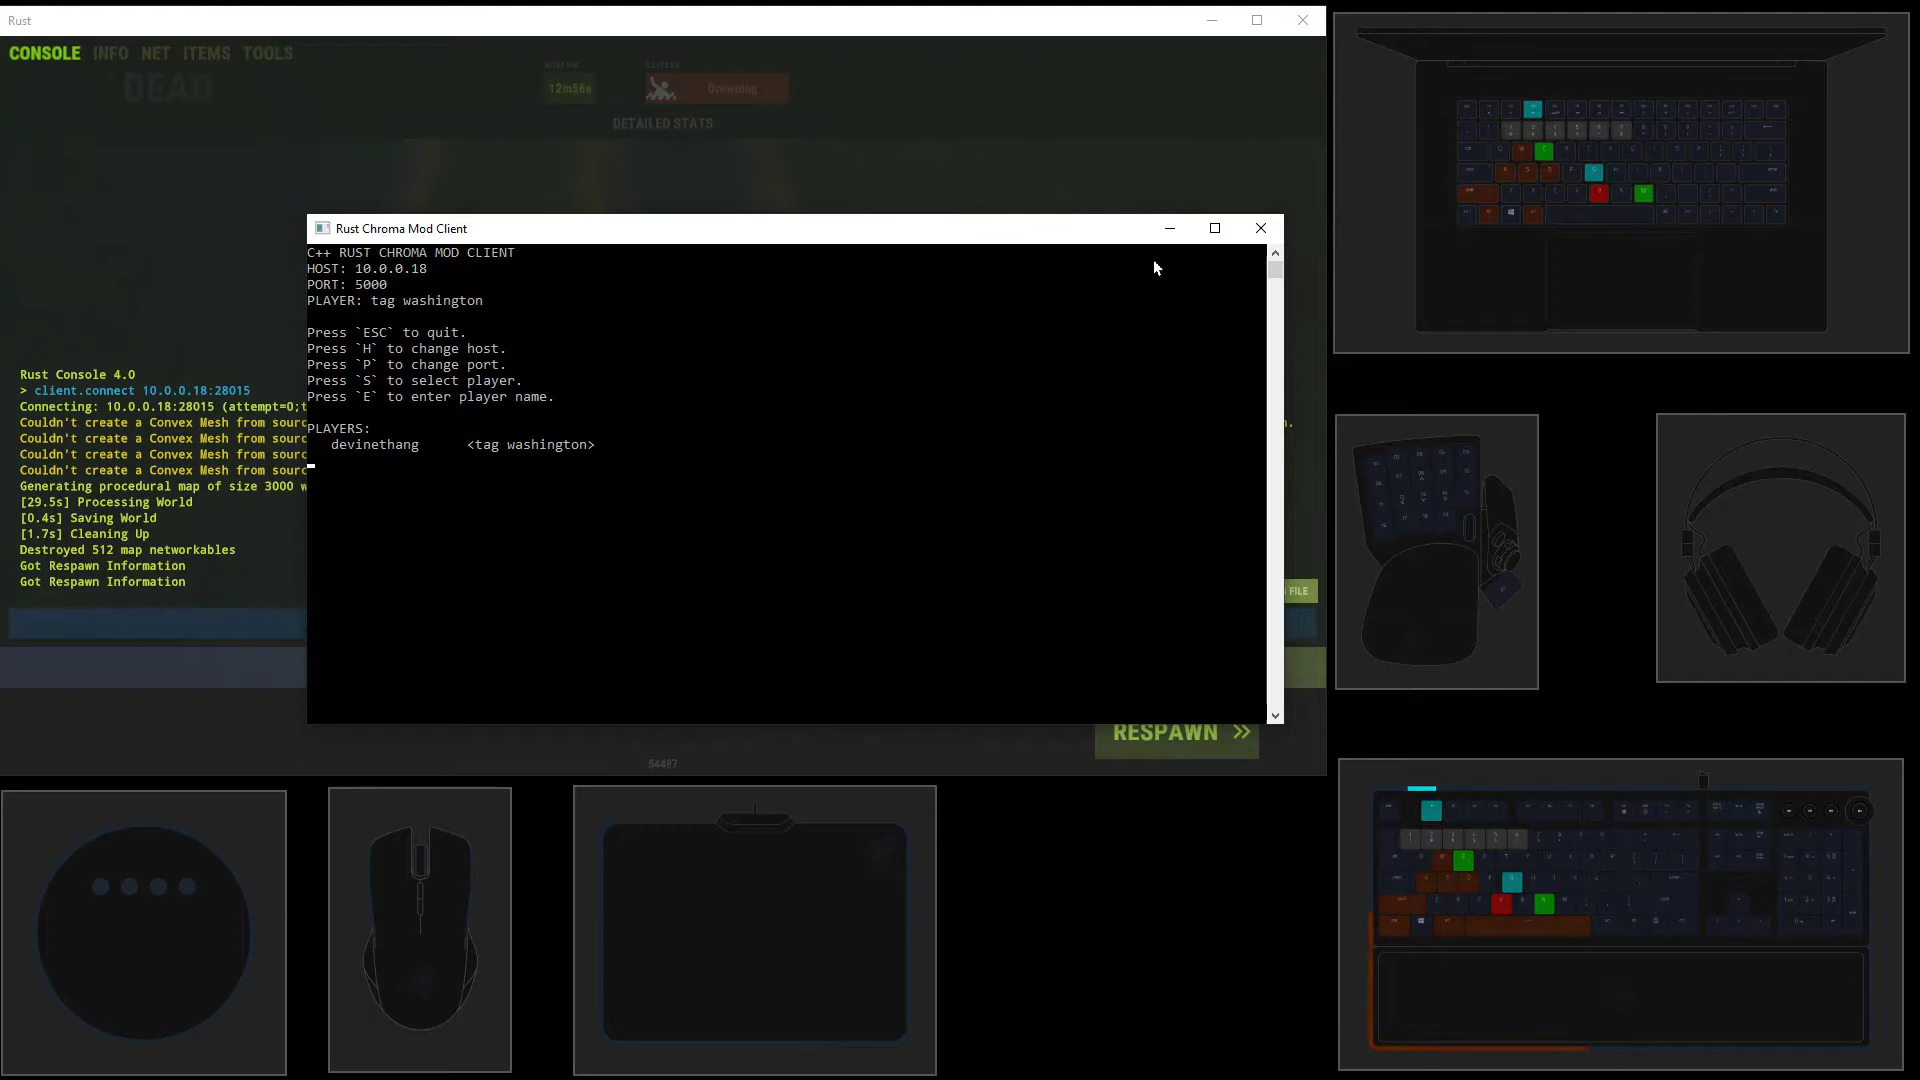 Rust
CONSOLE INFO NET ITEMS TOOLS
DEAD
12m56s
Drowning
DETAILED STATS
Rust Chroma Mod Client
C++ RUST CHROMA MOD CLIENT
HOST: 10.0.0.18
PORT: 5000
PLAYER: tag washington
Press `ESC` to quit.
Press `H` to change host.
Press `P` to change port.
Press `S` to select player.
Press `E` to enter player name.
PLAYERS:
devinethang <tag washington>
Rust Console 4.0
> client.connect 10.0.0.18:28015
Connecting: 10.0.0.18:28015 (attempt=0;t
Couldn't create a Convex Mesh from sourc
Couldn't create a Convex Mesh from sourc
Couldn't create a Convex Mesh from sourc
Couldn't create a Convex Mesh from sourc
Generating procedural map of size 3000 w
[29.5s] Processing World
[0.4s] Saving World
[1.7s] Cleaning Up
Destroyed 512 map networkables
Got Respawn Information
Got Respawn Information
FILE
RESPAWN
54487